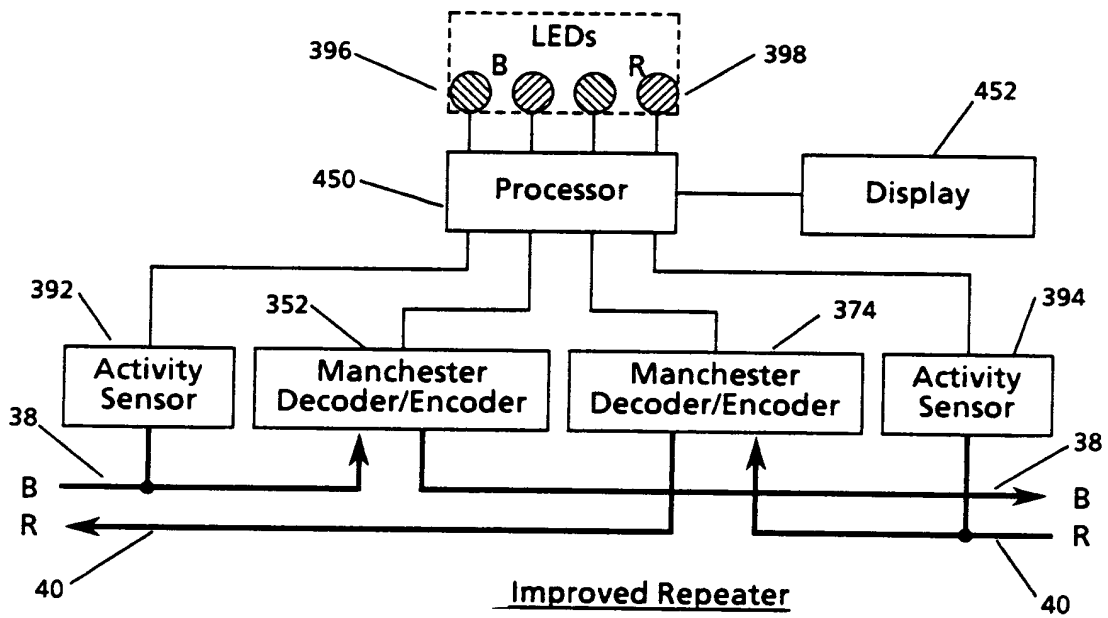 LEDs
396
B
R
398
452
450
Processor
Display
392
352
374
394
Activity
Sensor
Manchester
Decoder/Encoder
Manchester
Decoder/Encoder
Activity
Sensor
38
38
B
B
R
R
40
40
Improved Repeater